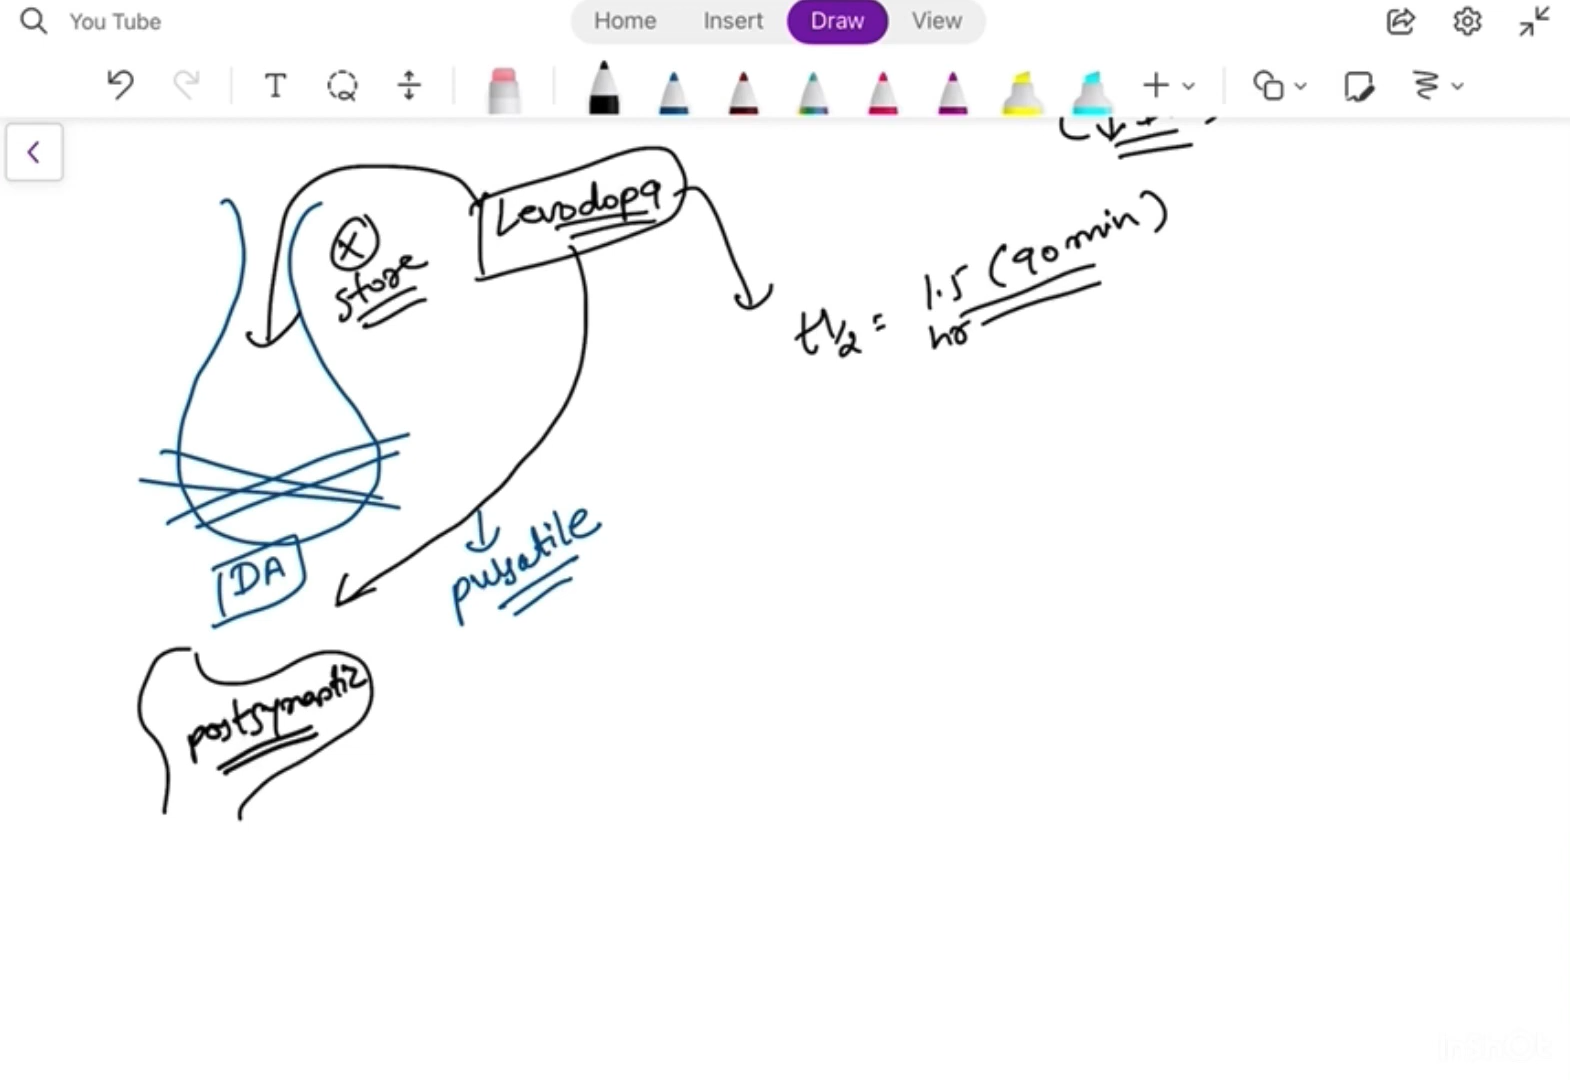 You Tube
Home Insert Draw View
T
Levodopa
X
store
t1/2 = 1.5 (90 min)
hr
pulsatile
DA
postsynaptic